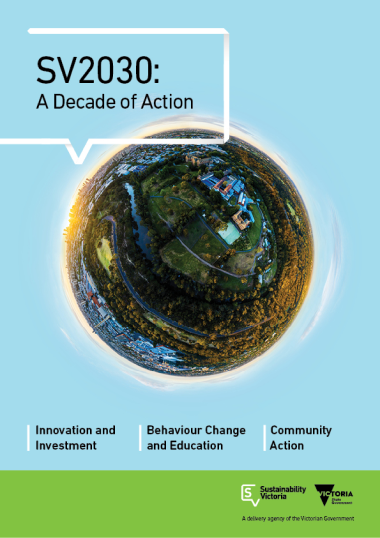 SV2030:
A Decade of Action
Innovation and
Investment
Behaviour Change
and Education
Community
Action
S
V
Sustainability
Victoria
VICTORIA
State
Government
A delivery agency of the Victorian Government